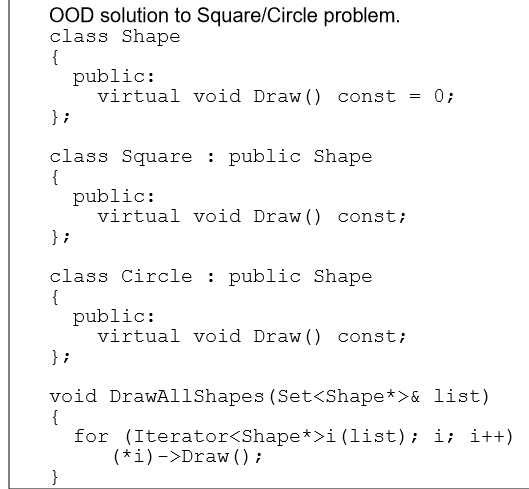 OOD solution to Square/Circle problem.
class Shape
{
  public:
    virtual void Draw() const = 0;
};

class Square : public Shape
{
  public:
    virtual void Draw() const;
};

class Circle : public Shape
{
  public:
    virtual void Draw() const;
};

void DrawAllShapes(Set<Shape*>& list)
{
  for (Iterator<Shape*>i(list); i; i++)
     (*i)->Draw();
}